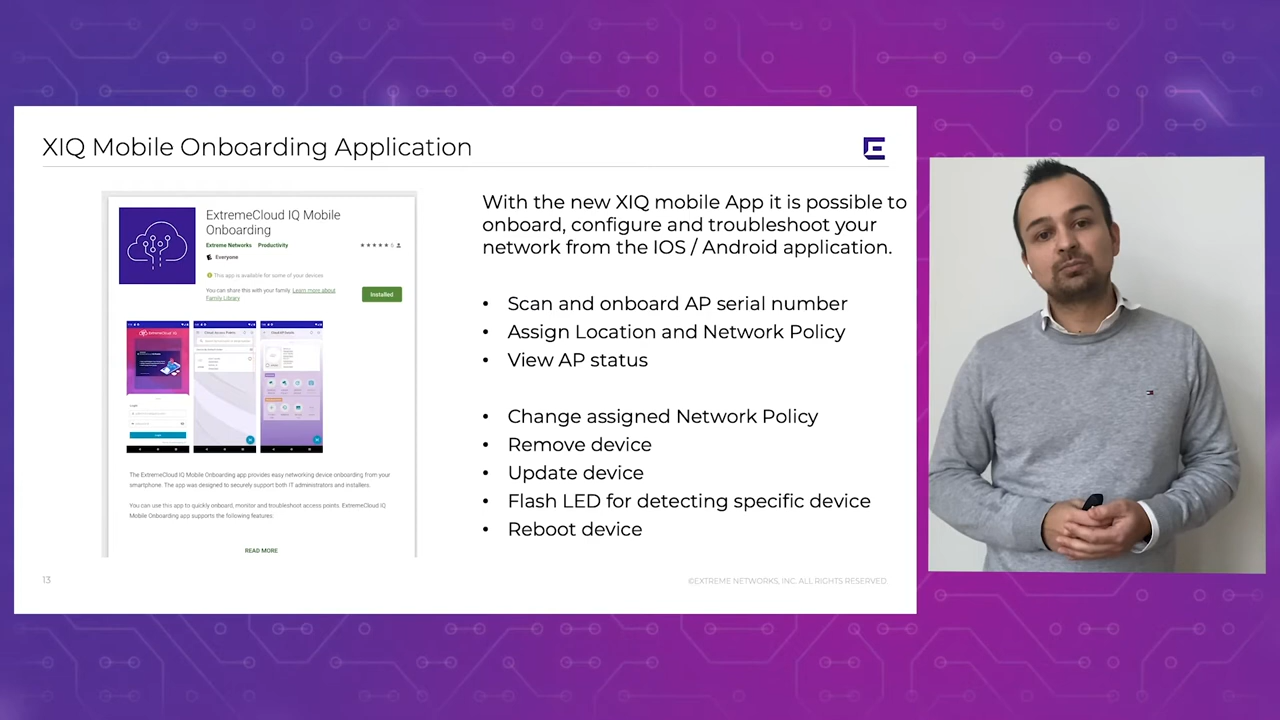 XIQ Mobile Onboarding Application
ExtremeCloud IQ Mobile
Onboarding
Extreme Networks Productivity
6
Everyone
This app is available for some of your devices
You can share this with your family. Learn more about
Family Library
Installed
The ExtremeCloud IQ Mobile Onboarding app provides easy networking device onboarding from your
smartphone. The app was designed to securely support both IT administrators and installers.
You can use this app to quickly onboard, monitor and troubleshoot access points. ExtremeCloud IQ
Mobile Onboarding app supports the following features:
READ MORE
With the new XIQ mobile App it is possible to
onboard, configure and troubleshoot your
network from the IOS / Android application.
• Scan and onboard AP serial number
• Assign Location and Network Policy
• View AP status
• Change assigned Network Policy
• Remove device
• Update device
• Flash LED for detecting specific device
• Reboot device
13
©EXTREME NETWORKS, INC. ALL RIGHTS RESERVED